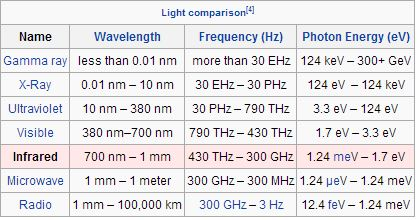 Light comparison[4]
Name Wavelength Frequency (Hz) Photon Energy (eV)
Gamma ray less than 0.01 nm more than 30 EHz 124 keV – 300+ GeV
X-Ray 0.01 nm – 10 nm 30 EHz – 30 PHz 124 eV – 124 keV
Ultraviolet 10 nm – 380 nm 30 PHz – 790 THz 3.3 eV – 124 eV
Visible 380 nm–700 nm 790 THz – 430 THz 1.7 eV – 3.3 eV
Infrared 700 nm – 1 mm 430 THz – 300 GHz 1.24 meV – 1.7 eV
Microwave 1 mm – 1 meter 300 GHz – 300 MHz 1.24 µeV – 1.24 meV
Radio 1 mm – 100,000 km 300 GHz – 3 Hz 12.4 feV – 1.24 meV